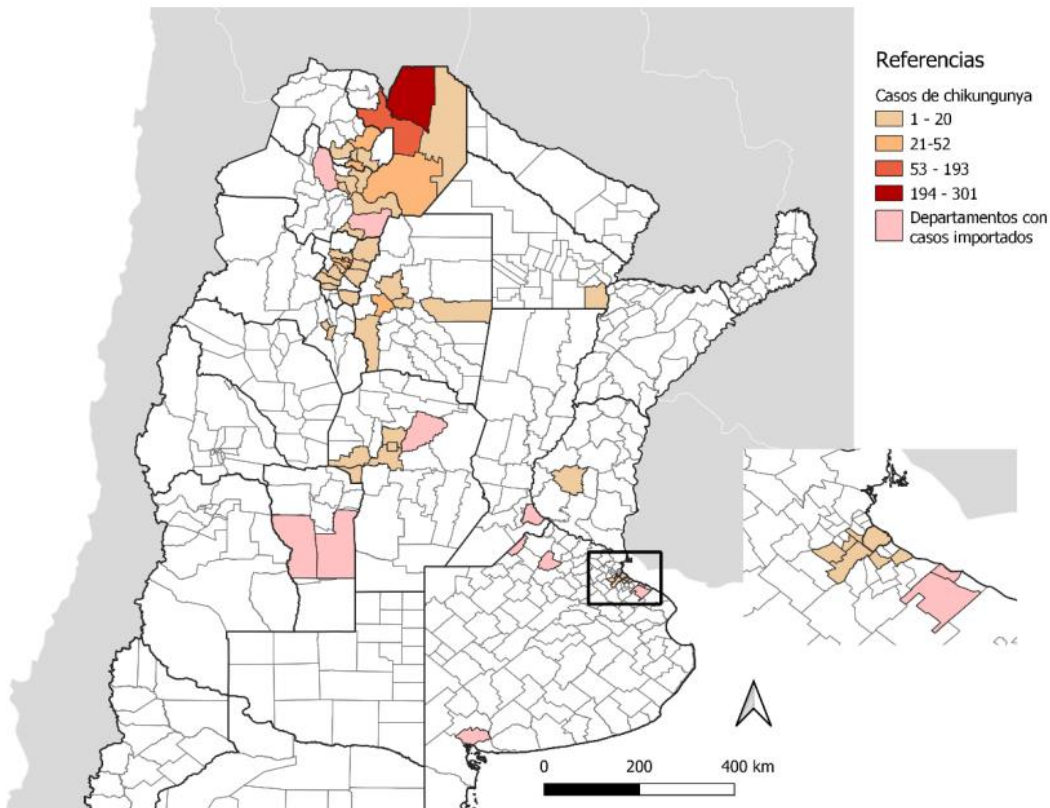 Referencias
Casos de chikungunya
1 - 20
21-52
53 - 193
194 - 301
Departamentos con
casos importados
0 200 400 km